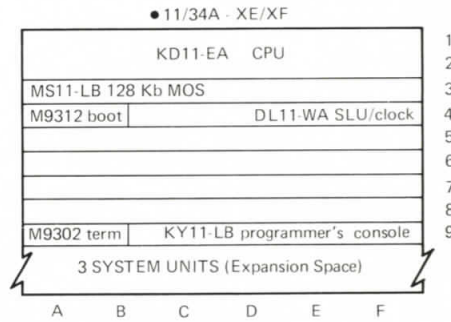 ● 11/34A - XE/XF
KD11-EA CPU
1
2
MS11-LB 128 Kb MOS
3
M9312 boot DL11-WA SLU/clock
4
5
6
7
8
M9302 term KY11-LB programmer's console
9
3 SYSTEM UNITS (Expansion Space)
A B C D E F